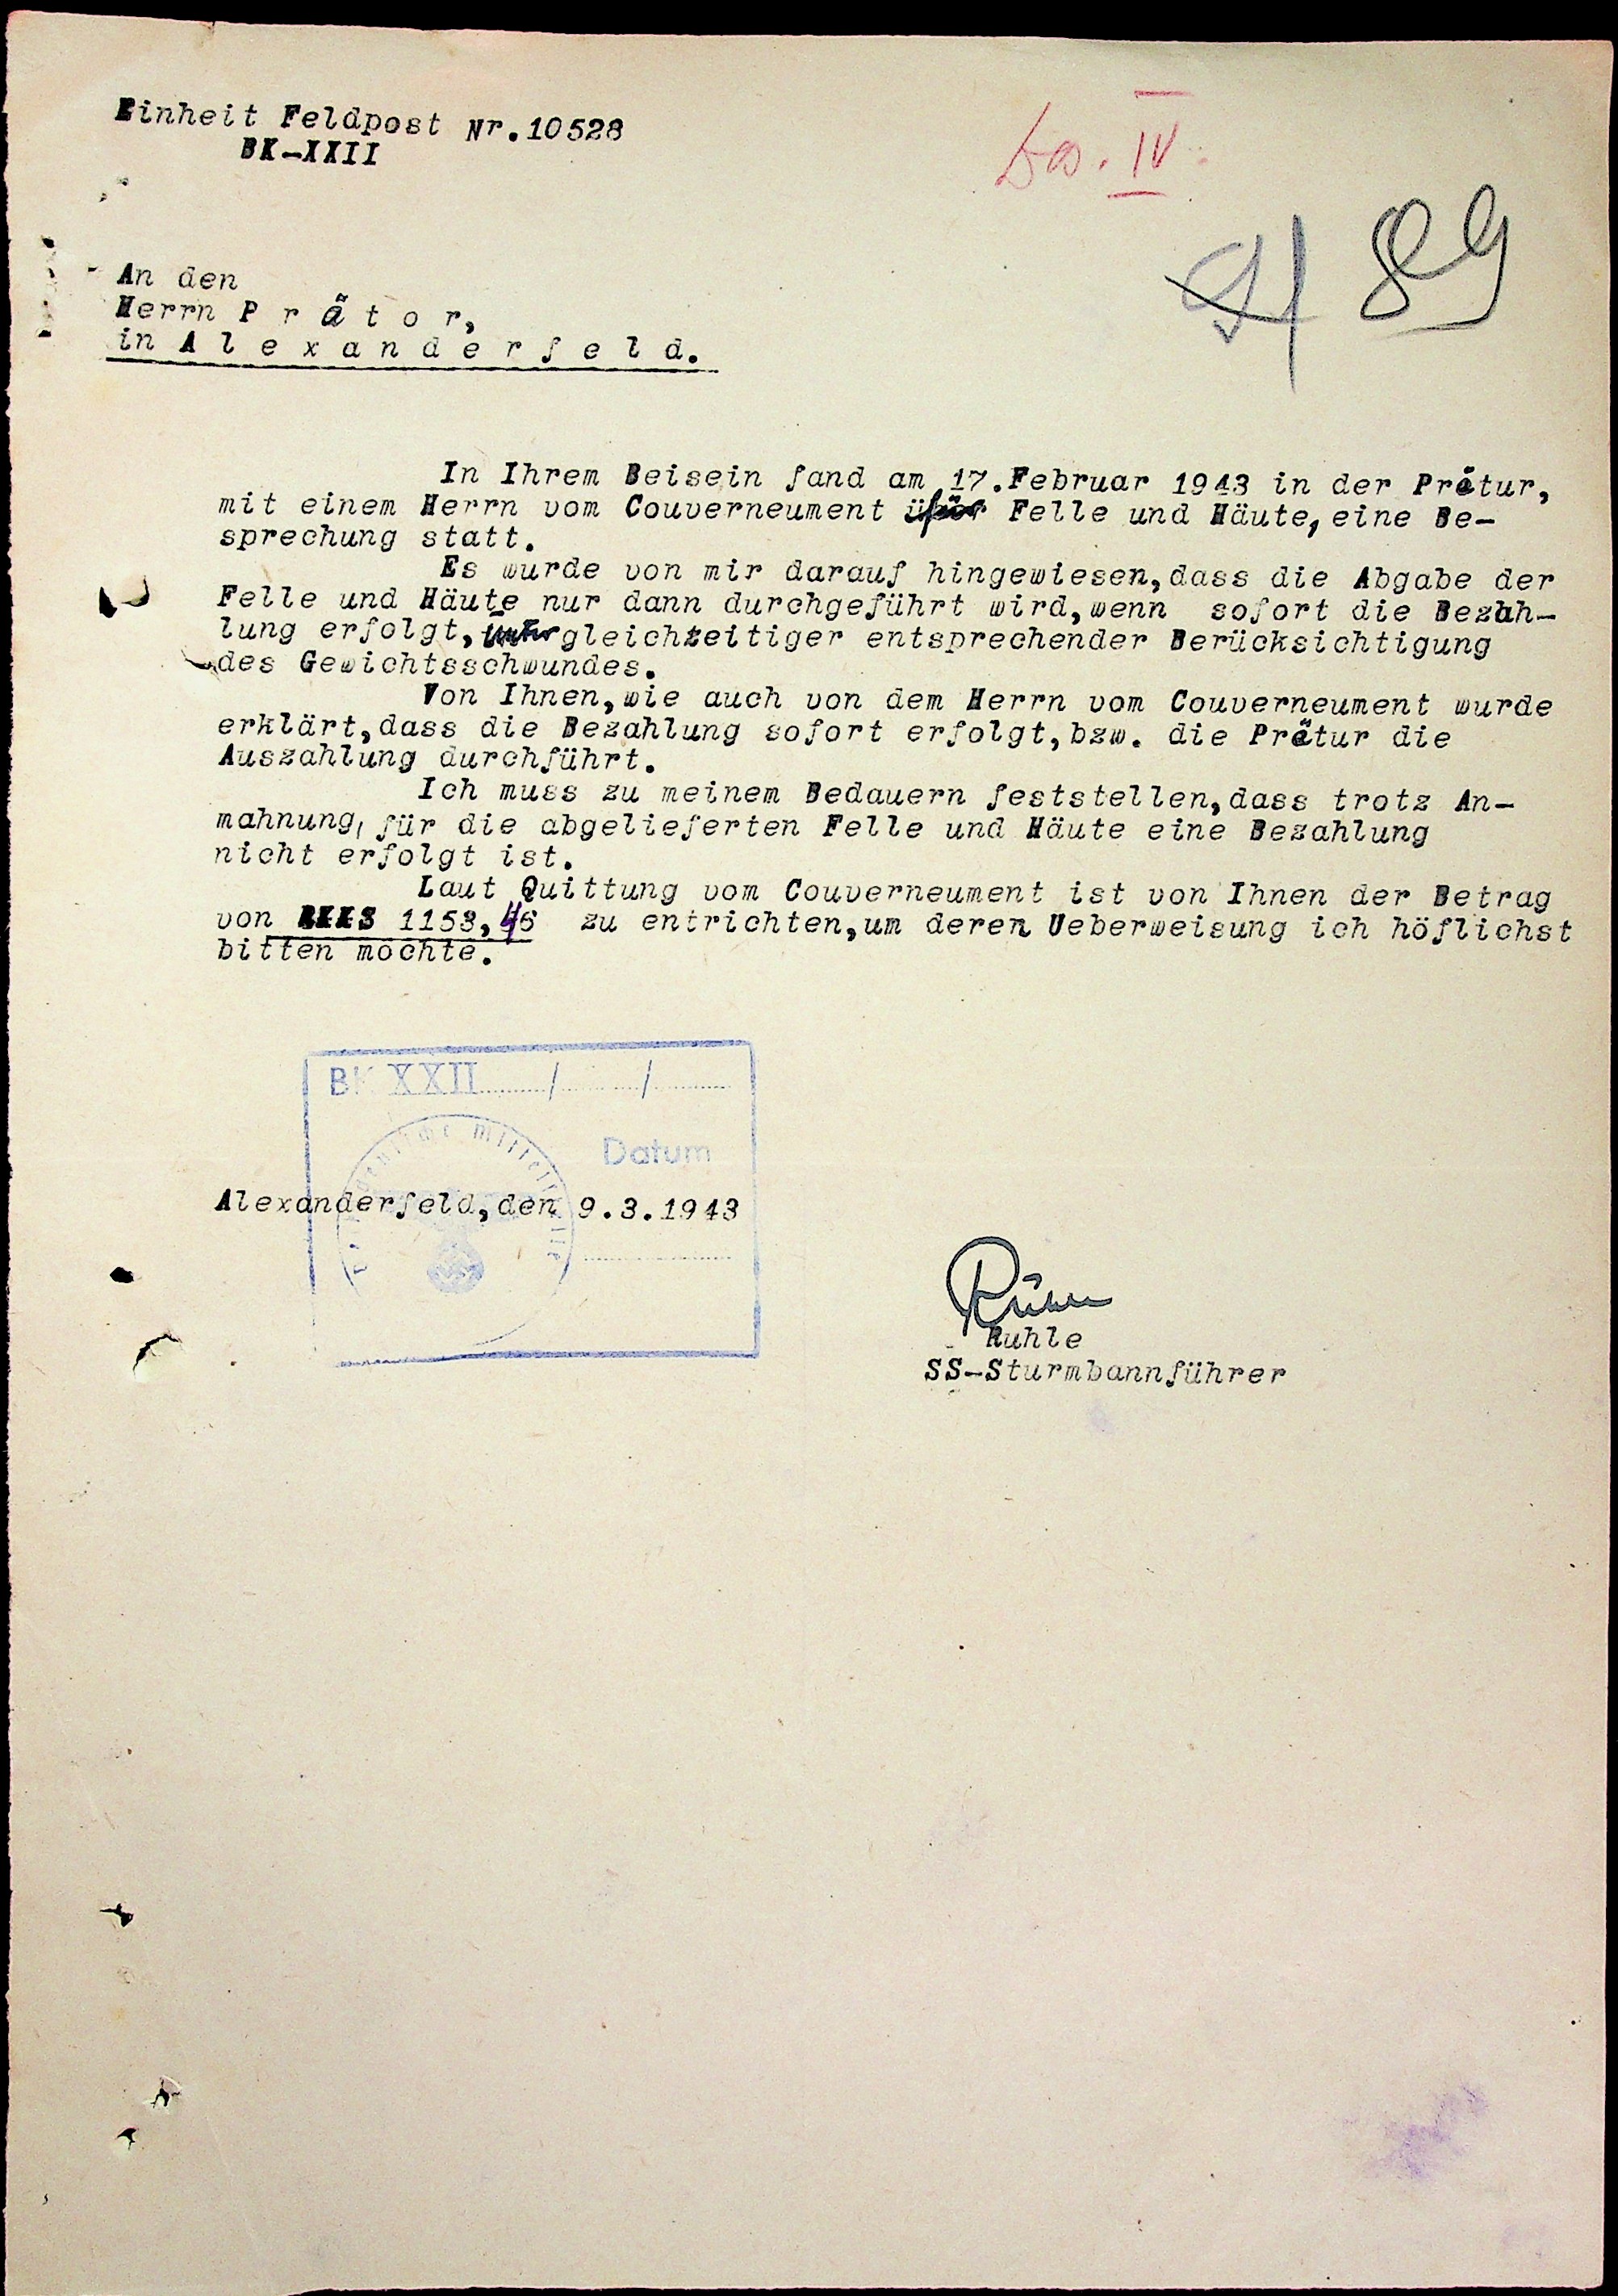 Einheit Feldpost Nr.10528
BK-XXII
IV
89
An den
Herrn P r ä t o r,
in A l e x a n d e r f e l d.
In Ihrem Beisein fand am 17.Februar 1943 in der Prätur,
mit einem Herrn vom Couverneument über Felle und Häute, eine Be-
sprechung statt.
Es wurde von mir darauf hingewiesen,dass die Abgabe der
Felle und Häute nur dann durchgeführt wird,wenn sofort die Bezah-
lung erfolgt, unter gleichzeitiger entsprechender Berücksichtigung
des Gewichtsschwundes.
Von Ihnen,wie auch von dem Herrn vom Couverneument wurde
erklärt,dass die Bezahlung sofort erfolgt,bzw. die Prätur die
Auszahlung durchführt.
Ich muss zu meinem Bedauern feststellen,dass trotz An-
mahnung, für die abgelieferten Felle und Häute eine Bezahlung
nicht erfolgt ist.
Laut Quittung vom Couverneument ist von Ihnen der Betrag
von 1153,46 zu entrichten,um deren Ueberweisung ich höflichst
bitten möchte.
BK XXII / /
Datum
Alexanderfeld,den 9.3.1943
Ruhle
SS-Sturmbannführer